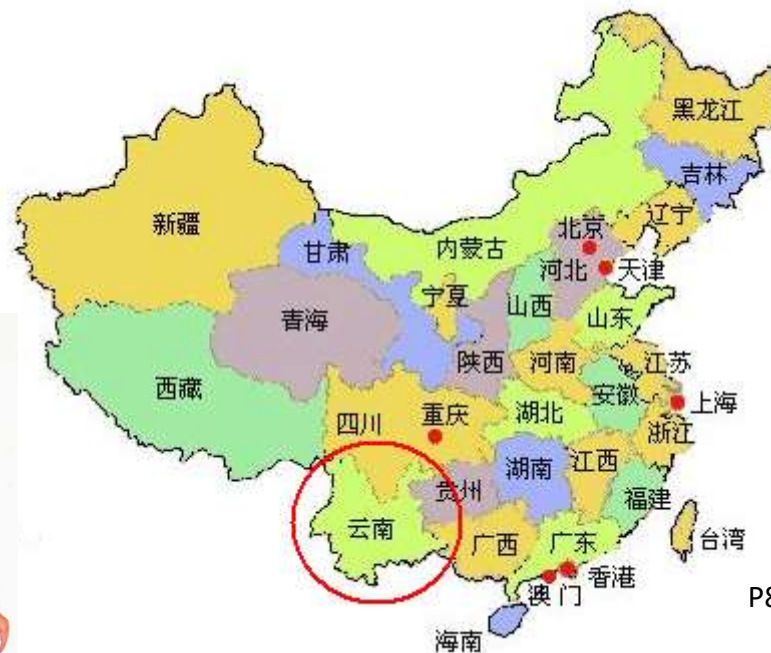 黑龙江
吉林
辽宁
新疆
北京
甘肃
内蒙古
河北
天津
宁夏
山西
青海
山东
陕西
河南
江苏
西藏
安徽
上海
四川
重庆
湖北
浙江
湖南
江西
贵州
福建
云南
广西
广东
台湾
香港
澳门
P8
海南